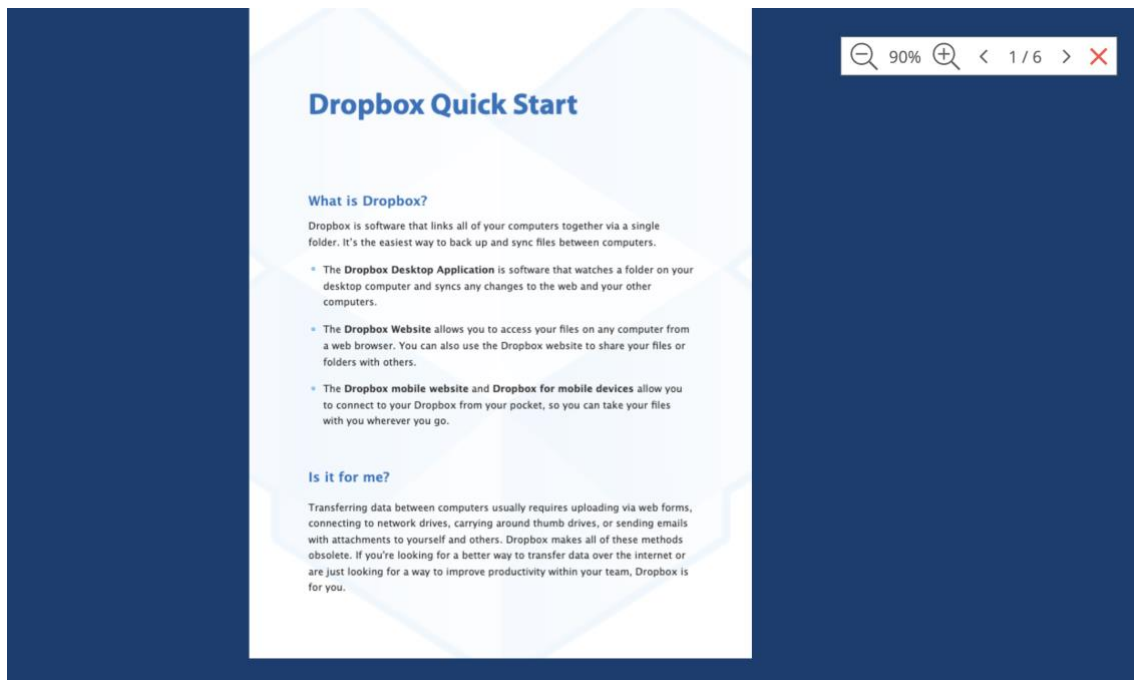 90% 1 / 6
Dropbox Quick Start
What is Dropbox?
Dropbox is software that links all of your computers together via a single
folder. It's the easiest way to back up and sync files between computers.
The Dropbox Desktop Application is software that watches a folder on your
desktop computer and syncs any changes to the web and your other
computers.
The Dropbox Website allows you to access your files on any computer from
a web browser. You can also use the Dropbox website to share your files or
folders with others.
The Dropbox mobile website and Dropbox for mobile devices allow you
to connect to your Dropbox from your pocket, so you can take your files
with you wherever you go.
Is it for me?
Transferring data between computers usually requires uploading via web forms,
connecting to network drives, carrying around thumb drives, or sending emails
with attachments to yourself and others. Dropbox makes all of these methods
obsolete. If you're looking for a better way to transfer data over the internet or
are just looking for a way to improve productivity within your team, Dropbox is
for you.